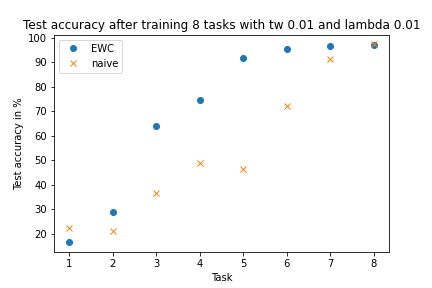 Test accuracy after training 8 tasks with tw 0.01 and lambda 0.01
EWC
naive
Test accuracy in %
100
90
80
70
60
50
40
30
20
1 2 3 4 5 6 7 8
Task